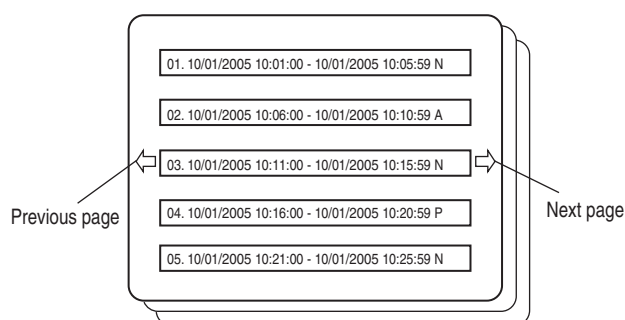 01. 10/01/2005 10:01:00 - 10/01/2005 10:05:59 N
02. 10/01/2005 10:06:00 - 10/01/2005 10:10:59 A
03. 10/01/2005 10:11:00 - 10/01/2005 10:15:59 N
Previous page
Next page
04. 10/01/2005 10:16:00 - 10/01/2005 10:20:59 P
05. 10/01/2005 10:21:00 - 10/01/2005 10:25:59 N